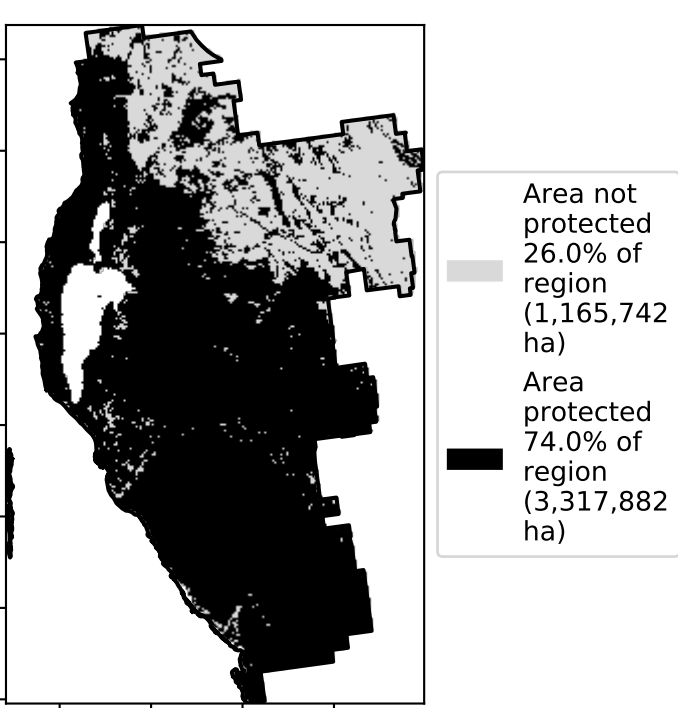 Area not
protected
26.0% of
region
(1,165,742
ha)
Area
protected
74.0% of
region
(3,317,882
ha)